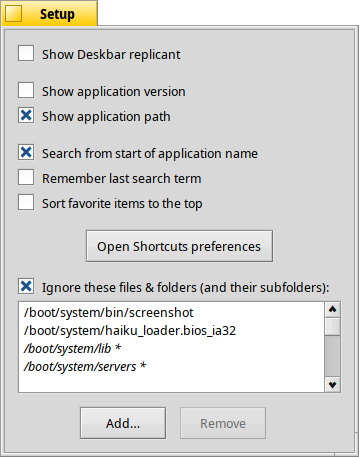 Setup
Show Deskbar replicant
Show application version
Show application path
Search from start of application name
Remember last search term
Sort favorite items to the top
Open Shortcuts preferences
Ignore these files & folders (and their subfolders):
/boot/system/bin/screenshot
/boot/system/haiku_loader.bios_ia32
/boot/system/lib *
/boot/system/servers *
Add... Remove